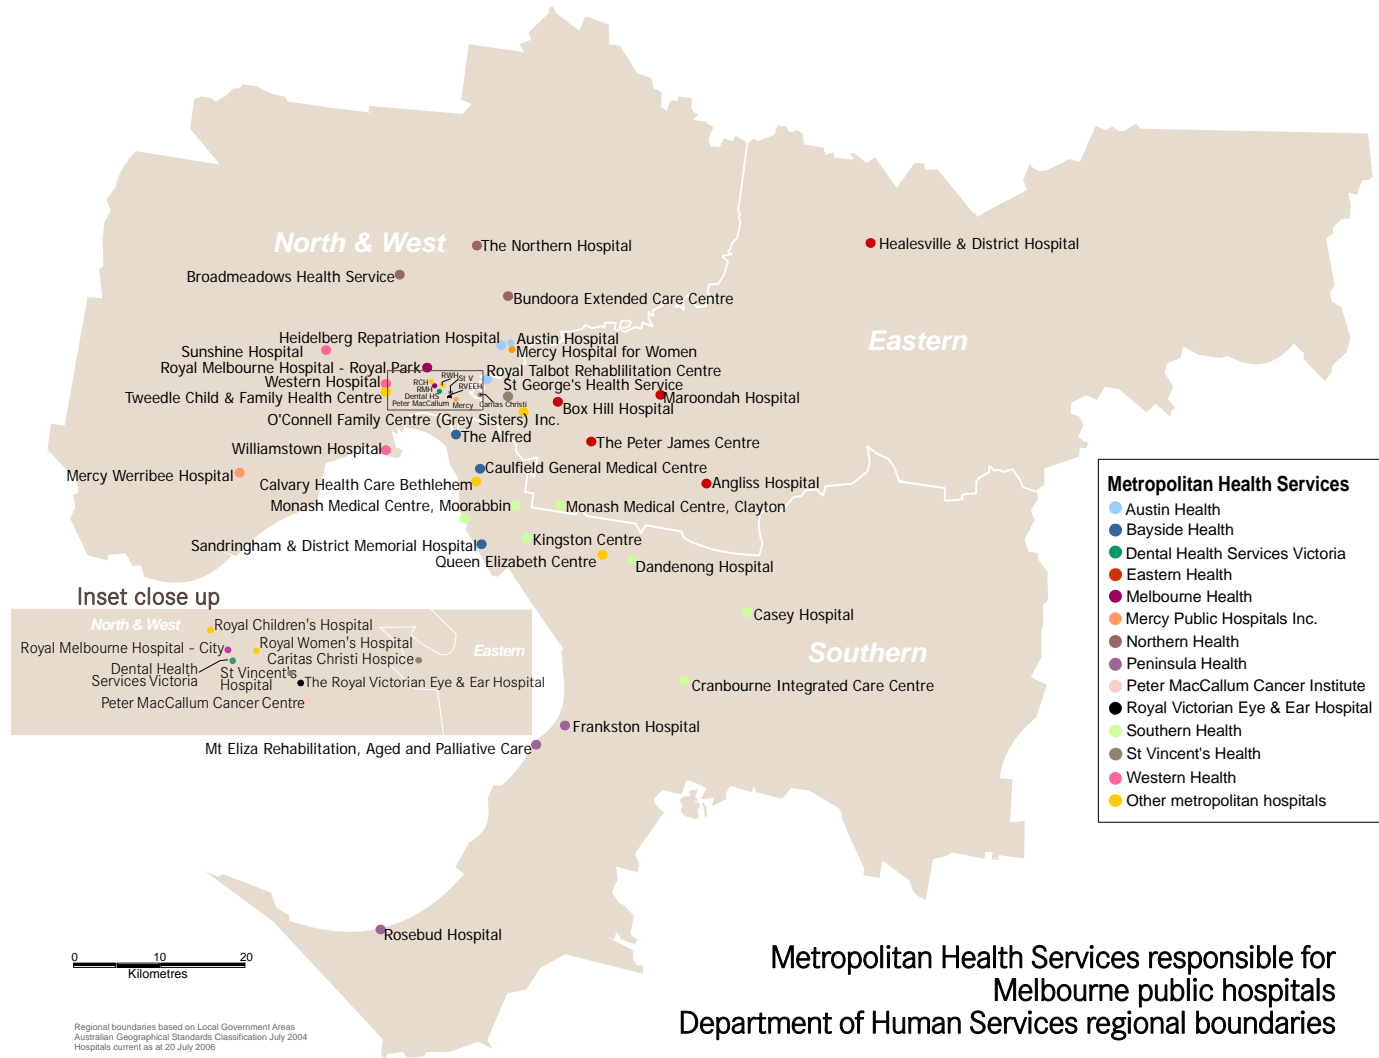 North & West
The Northern Hospital
Healesville & District Hospital
Broadmeadows Health Service
Bundoora Extended Care Centre
Eastern
Heidelberg Repatriation Hospital
Austin Hospital
Sunshine Hospital
Mercy Hospital for Women
Royal Melbourne Hospital - Royal Park
Royal Talbot Rehablilitation Centre
Western Hospital
St George's Health Service
RWH
St V
RCH
RVEEH
RMH
Dental HS
Peter MacCallum
Mercy
Caritas Christi
Tweedle Child & Family Health Centre
Maroondah Hospital
Box Hill Hospital
O'Connell Family Centre (Grey Sisters) Inc.
The Alfred
The Peter James Centre
Williamstown Hospital
Mercy Werribee Hospital
Caulfield General Medical Centre
Calvary Health Care Bethlehem
Angliss Hospital
Monash Medical Centre, Moorabbin
Monash Medical Centre, Clayton
Kingston Centre
Sandringham & District Memorial Hospital
Queen Elizabeth Centre
Dandenong Hospital
Casey Hospital
Southern
Cranbourne Integrated Care Centre
Frankston Hospital
Mt Eliza Rehabilitation, Aged and Palliative Care
Rosebud Hospital
Inset close up
North & West
Royal Children's Hospital
Royal Melbourne Hospital - City
Royal Women's Hospital
Eastern
Caritas Christi Hospice
Dental Health
Services Victoria
St Vincent's
Hospital
The Royal Victorian Eye & Ear Hospital
Peter MacCallum Cancer Centre
Metropolitan Health Services
Austin Health
Bayside Health
Dental Health Services Victoria
Eastern Health
Melbourne Health
Mercy Public Hospitals Inc.
Northern Health
Peninsula Health
Peter MacCallum Cancer Institute
Royal Victorian Eye & Ear Hospital
Southern Health
St Vincent's Health
Western Health
Other metropolitan hospitals
0 10 20
Kilometres
Metropolitan Health Services responsible for
Melbourne public hospitals
Department of Human Services regional boundaries
Regional boundaries based on Local Government Areas
Australian Geographical Standards Classification July 2004
Hospitals current as at 20 July 2006